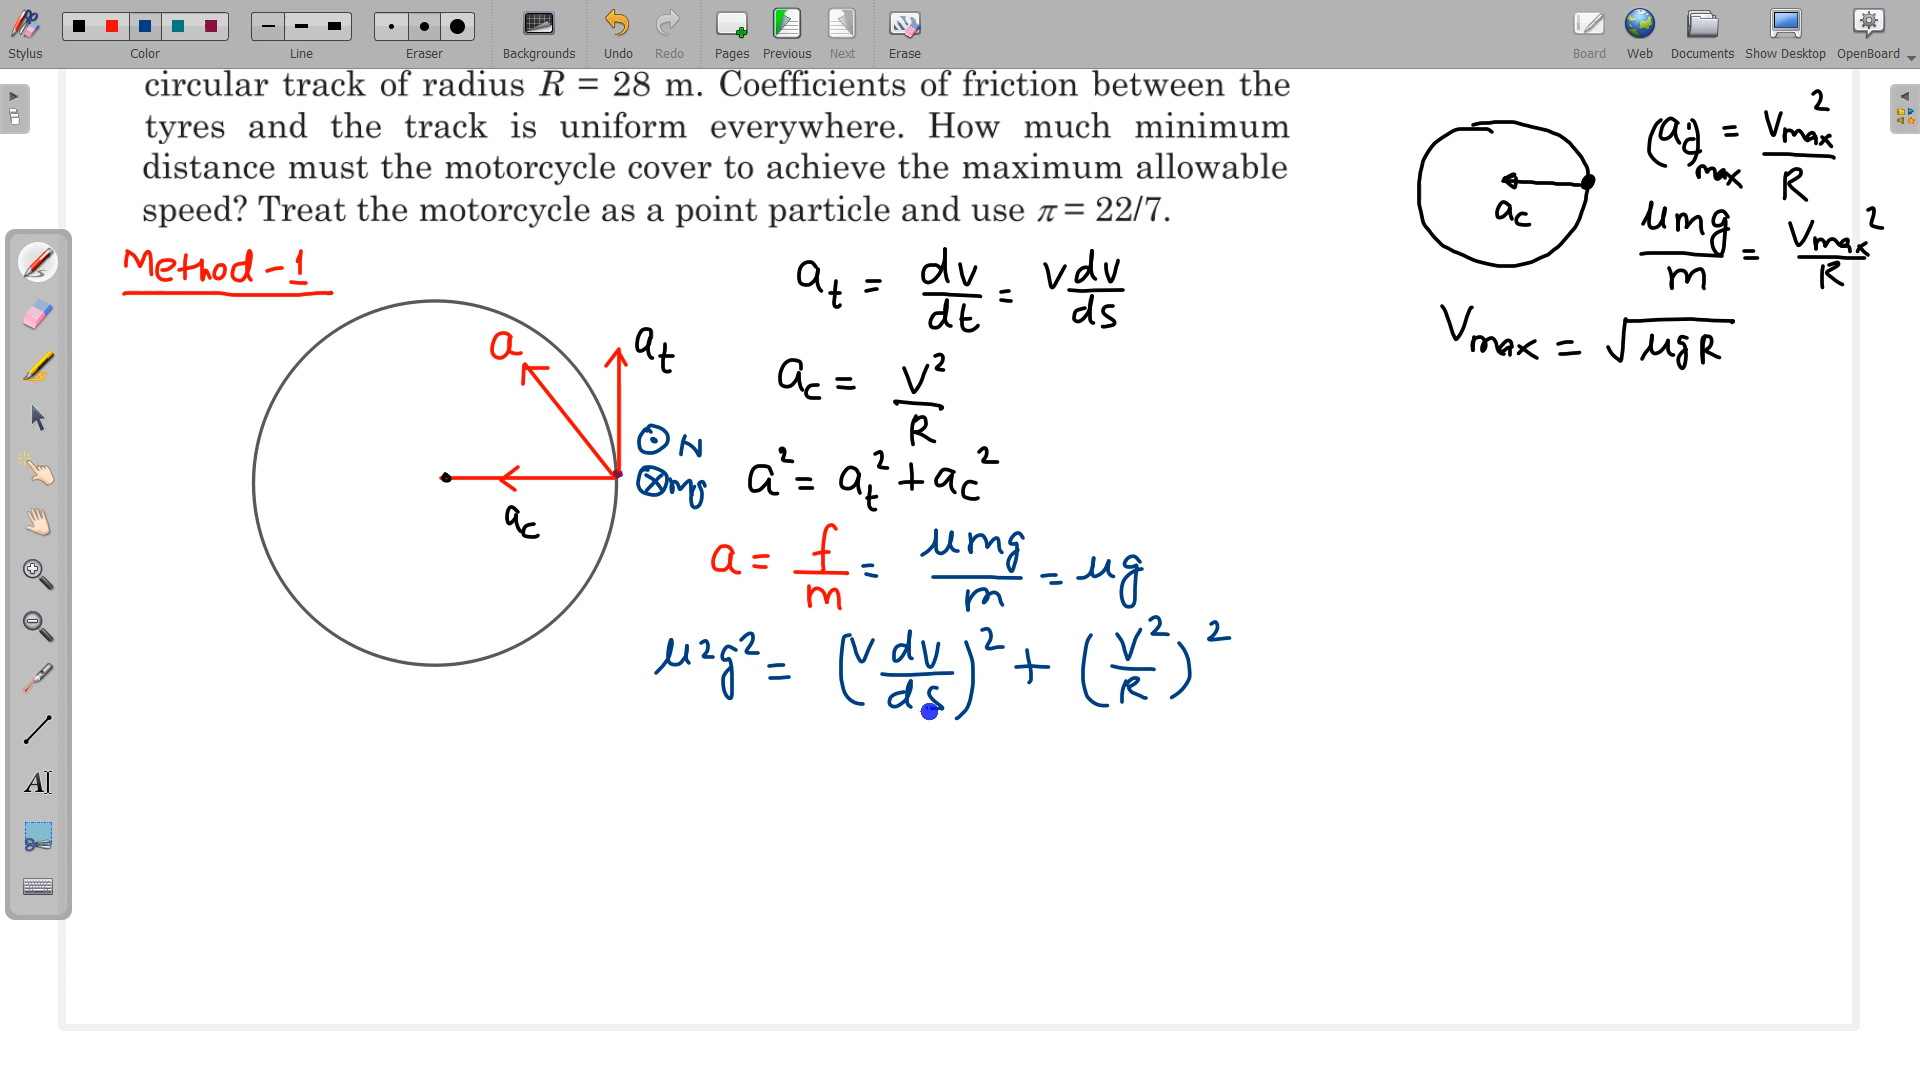 Stylus Color Line Eraser Backgrounds Undo Redo Pages Previous Next Erase Board Web Documents Show Desktop OpenBoard
circular track of radius R = 28 m. Coefficients of friction between the
tyres and the track is uniform everywhere. How much minimum
distance must the motorcycle cover to achieve the maximum allowable
speed? Treat the motorcycle as a point particle and use π = 22/7.
Method - 1
a
a_t
a_c
⊙ N
⊗ mg
a_t = dv/dt = v dv/ds
a_c = v²/R
a² = a_t² + a_c²
a = f/m = μmg/m = μg
μ²g² = (v dv/ds)² + (v²/R)²
a_c
(a_c)_max = V_max²/R
μmg/m = V_max²/R
V_max = √μgR
AI